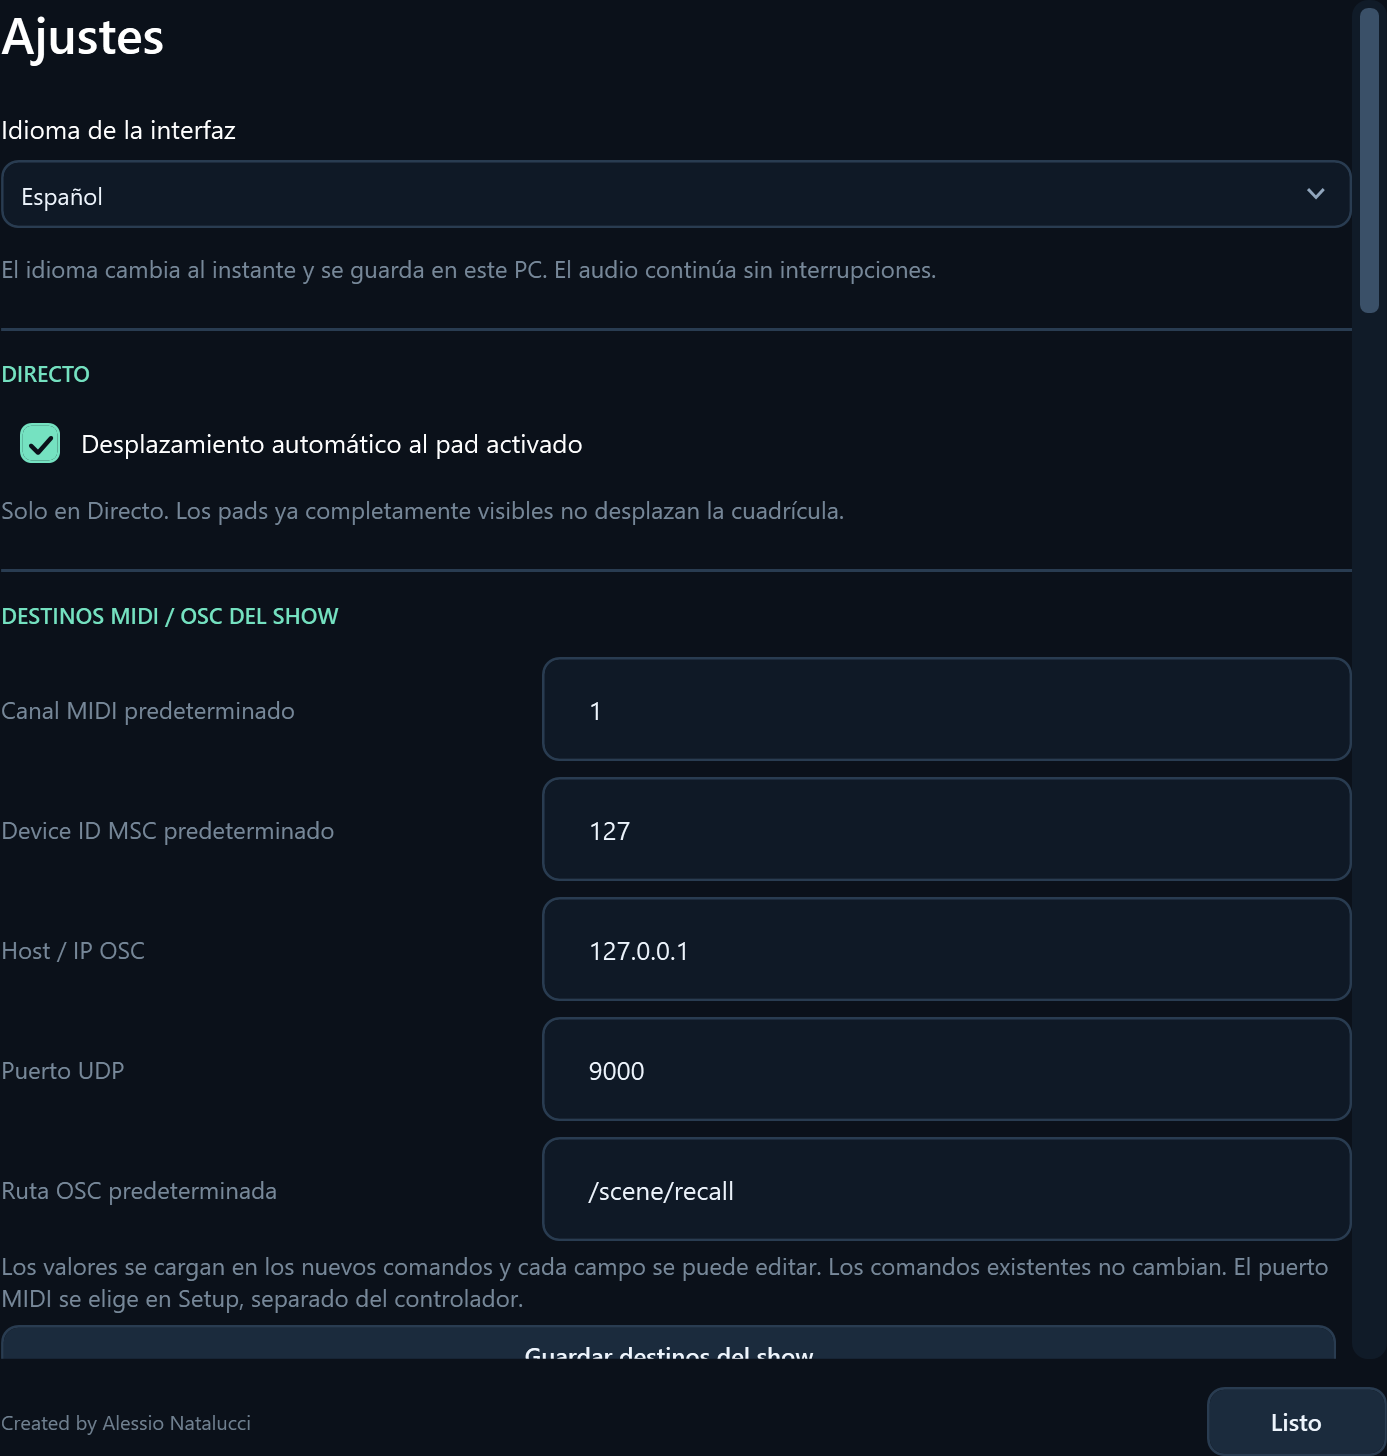 Ajustes
Idioma de la interfaz
Español
El idioma cambia al instante y se guarda en este PC. El audio continúa sin interrupciones.
DIRECTO
Desplazamiento automático al pad activado
Solo en Directo. Los pads ya completamente visibles no desplazan la cuadrícula.
DESTINOS MIDI / OSC DEL SHOW
Canal MIDI predeterminado
1
Device ID MSC predeterminado
127
Host / IP OSC
127.0.0.1
Puerto UDP
9000
Ruta OSC predeterminada
/scene/recall
Los valores se cargan en los nuevos comandos y cada campo se puede editar. Los comandos existentes no cambian. El puerto
MIDI se elige en Setup, separado del controlador.
Guardar destinos del show
Created by Alessio Natalucci
Listo